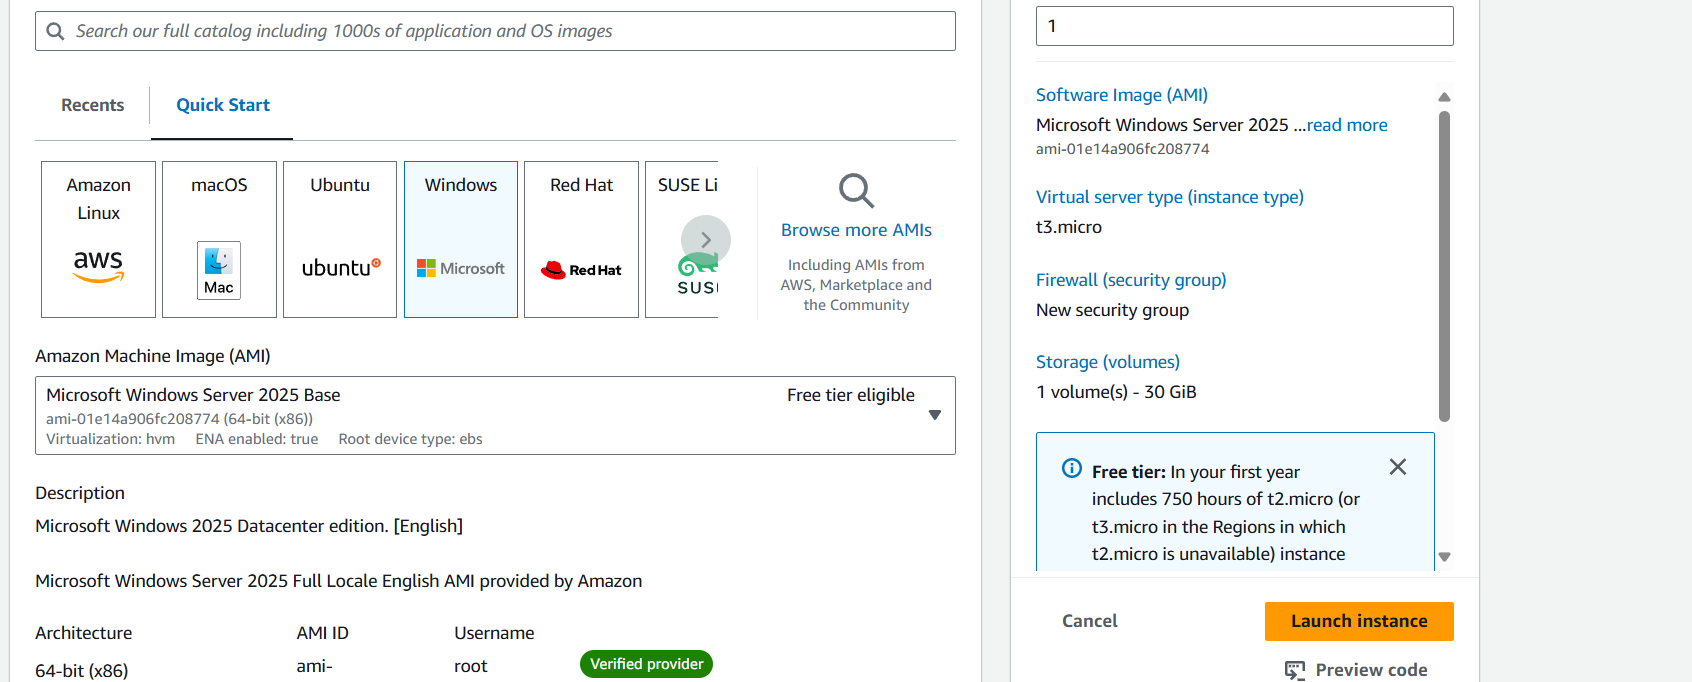 Search our full catalog including 1000s of application and OS images
Recents
Quick Start
Amazon
Linux
aws
macOS
Mac
Ubuntu
ubuntu
Windows
Microsoft
Red Hat
Red Hat
SUSE Li
SUS
Browse more AMIs
Including AMIs from
AWS, Marketplace and
the Community
Amazon Machine Image (AMI)
Microsoft Windows Server 2025 Base
Free tier eligible
ami-01e14a906fc208774 (64-bit (x86))
Virtualization: hvm ENA enabled: true Root device type: ebs
Description
Microsoft Windows 2025 Datacenter edition. [English]
Microsoft Windows Server 2025 Full Locale English AMI provided by Amazon
Architecture AMI ID Username
64-bit (x86) ami- root Verified provider
1
Software Image (AMI)
Microsoft Windows Server 2025 ...read more
ami-01e14a906fc208774
Virtual server type (instance type)
t3.micro
Firewall (security group)
New security group
Storage (volumes)
1 volume(s) - 30 GiB
Free tier: In your first year
includes 750 hours of t2.micro (or
t3.micro in the Regions in which
t2.micro is unavailable) instance
Cancel
Launch instance
Preview code